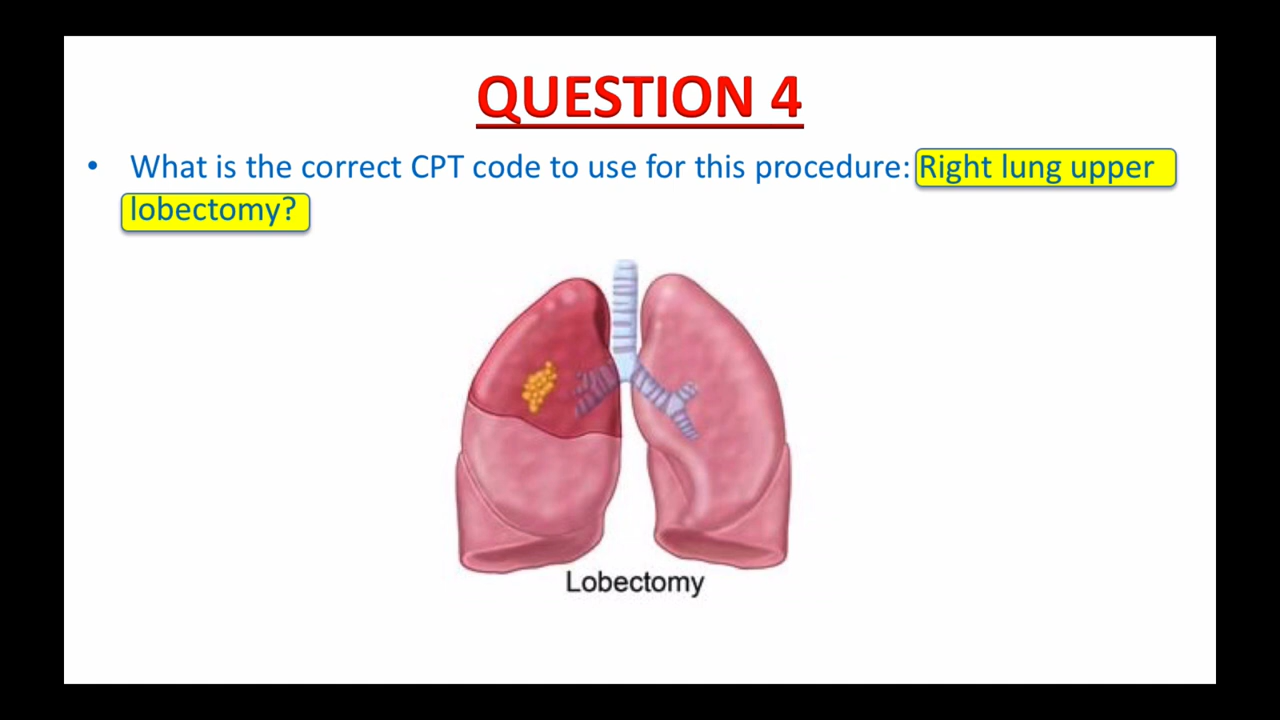 QUESTION 4
• What is the correct CPT code to use for this procedure: Right lung upper
lobectomy?
Lobectomy